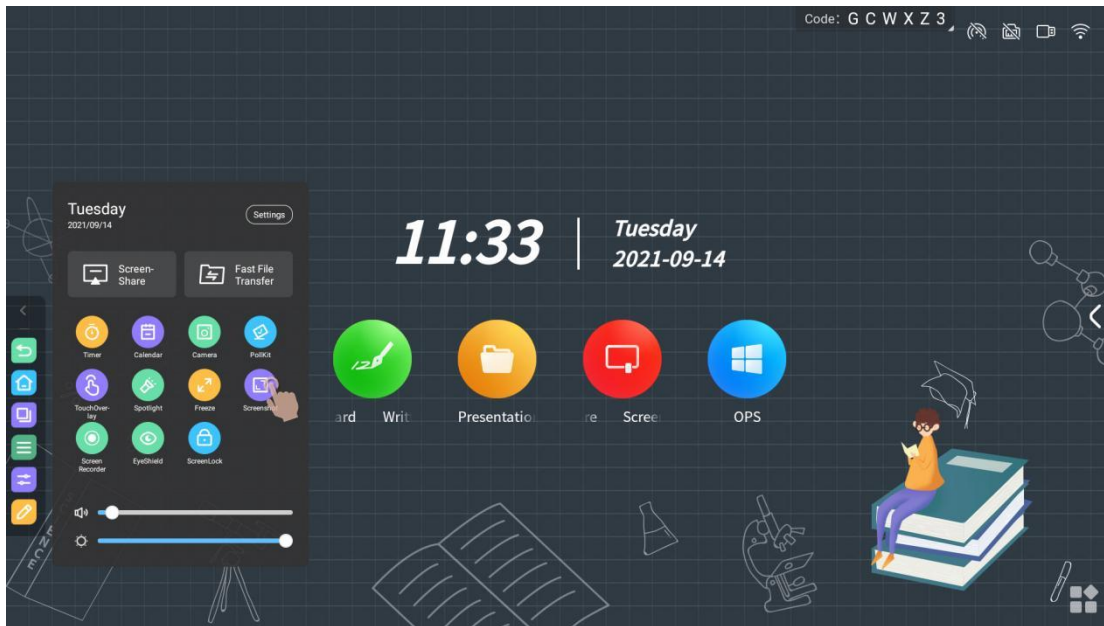 Code: G C W X Z 3
Tuesday
2021/09/14
Settings
Screen-
Share
Fast File
Transfer
Timer
Calendar
Camera
PollKit
TouchOver-
lay
Spotlight
Freeze
Screenshot
Screen
Recorder
EyeShield
ScreenLock
11:33
Tuesday
2021-09-14
ard Writ
Presentatio
re Scree
OPS